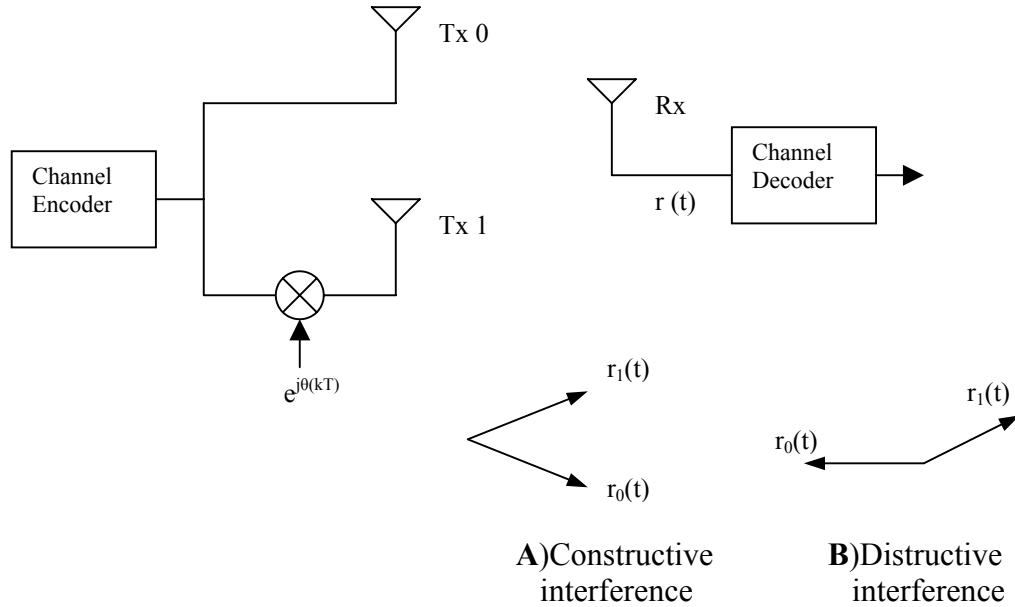 Tx 0
Rx
Channel
Encoder
Channel
Decoder
r (t)
Tx 1
e^{jθ(kT)}
r₁(t)
r₀(t)
r₁(t)
r₀(t)
A)Constructive
interference
B)Distructive
interference